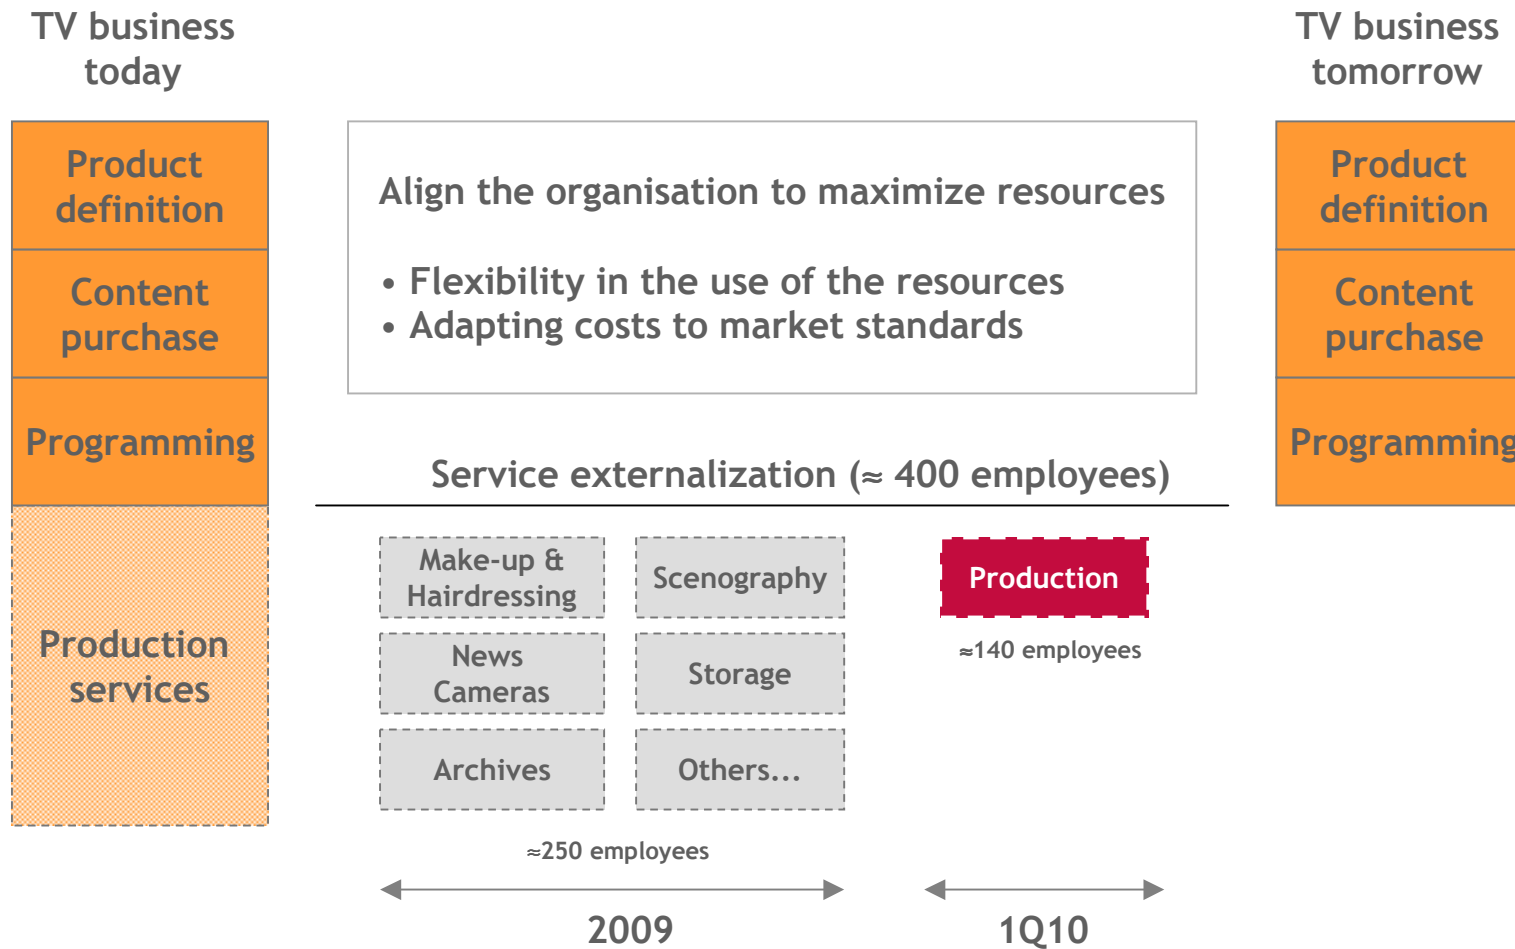 TV business
today
TV business
tomorrow
Product
definition
Content
purchase
Programming
Production
services
Align the organisation to maximize resources
• Flexibility in the use of the resources
• Adapting costs to market standards
Service externalization (≈ 400 employees)
Make-up &
Hairdressing
Scenography
News
Cameras
Storage
Archives
Others...
≈250 employees
2009
Production
≈140 employees
1Q10
Product
definition
Content
purchase
Programming